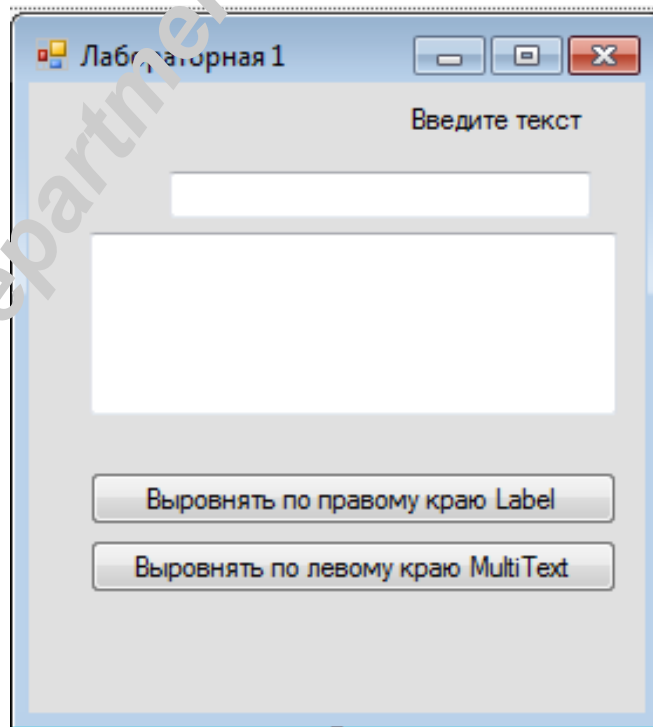 Лабораторная 1
Введите текст
Выровнять по правому краю Label
Выровнять по левому краю MultiText